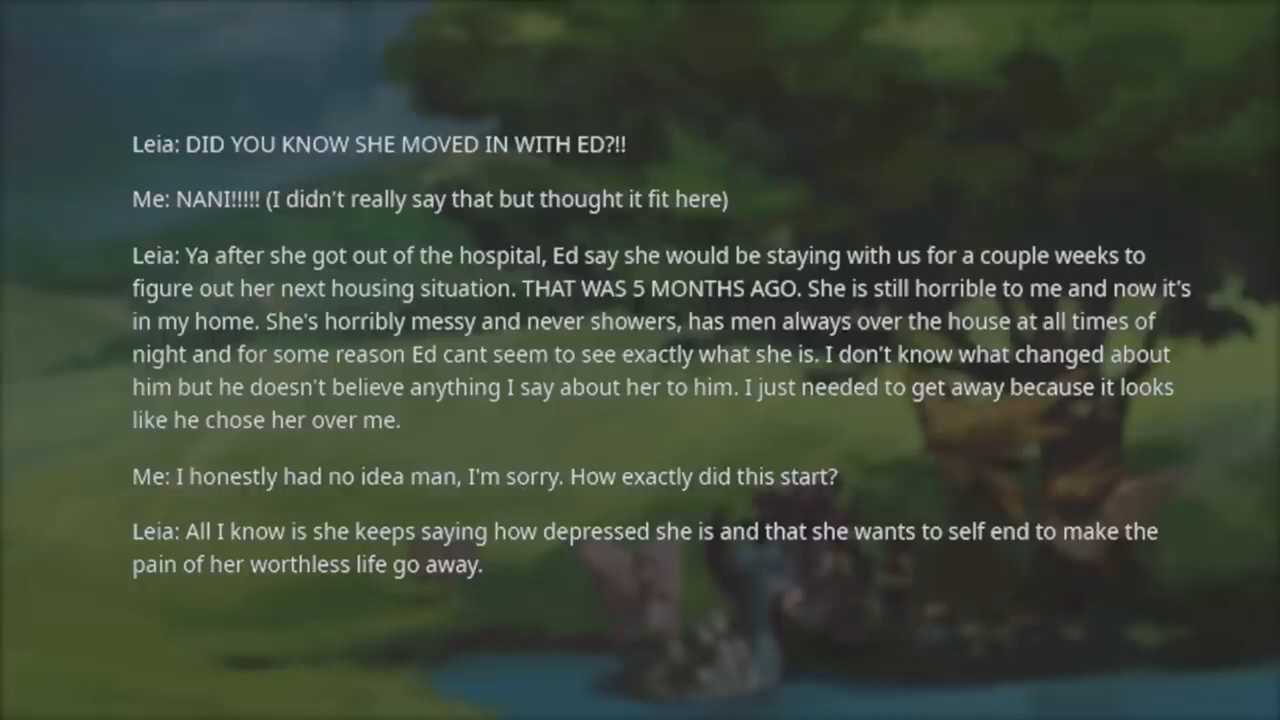 Leia: DID YOU KNOW SHE MOVED IN WITH ED?!!
Me: NANI!!!!! (I didn't really say that but thought it fit here)
Leia: Ya after she got out of the hospital, Ed say she would be staying with us for a couple weeks to
figure out her next housing situation. THAT WAS 5 MONTHS AGO. She is still horrible to me and now it's
in my home. She's horribly messy and never showers, has men always over the house at all times of
night and for some reason Ed cant seem to see exactly what she is. I don't know what changed about
him but he doesn't believe anything I say about her to him. I just needed to get away because it looks
like he chose her over me.
Me: I honestly had no idea man, I'm sorry. How exactly did this start?
Leia: All I know is she keeps saying how depressed she is and that she wants to self end to make the
pain of her worthless life go away.